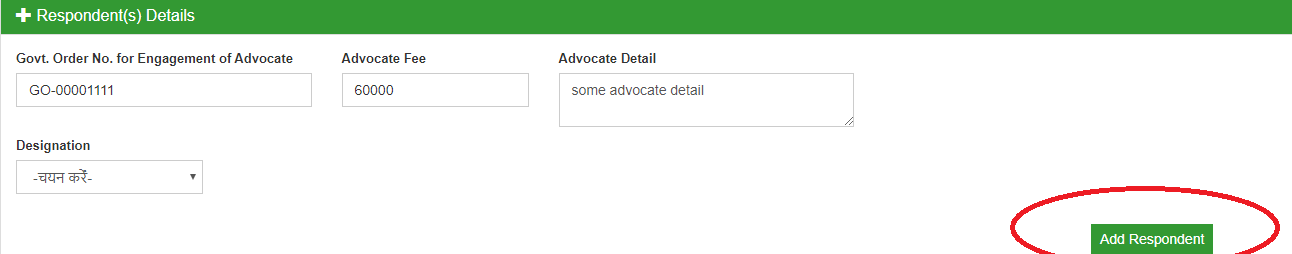 Respondent(s) Details
Govt. Order No. for Engagement of Advocate Advocate Fee Advocate Detail
GO-00001111 60000 some advocate detail
Designation
-चयन करें-
Add Respondent